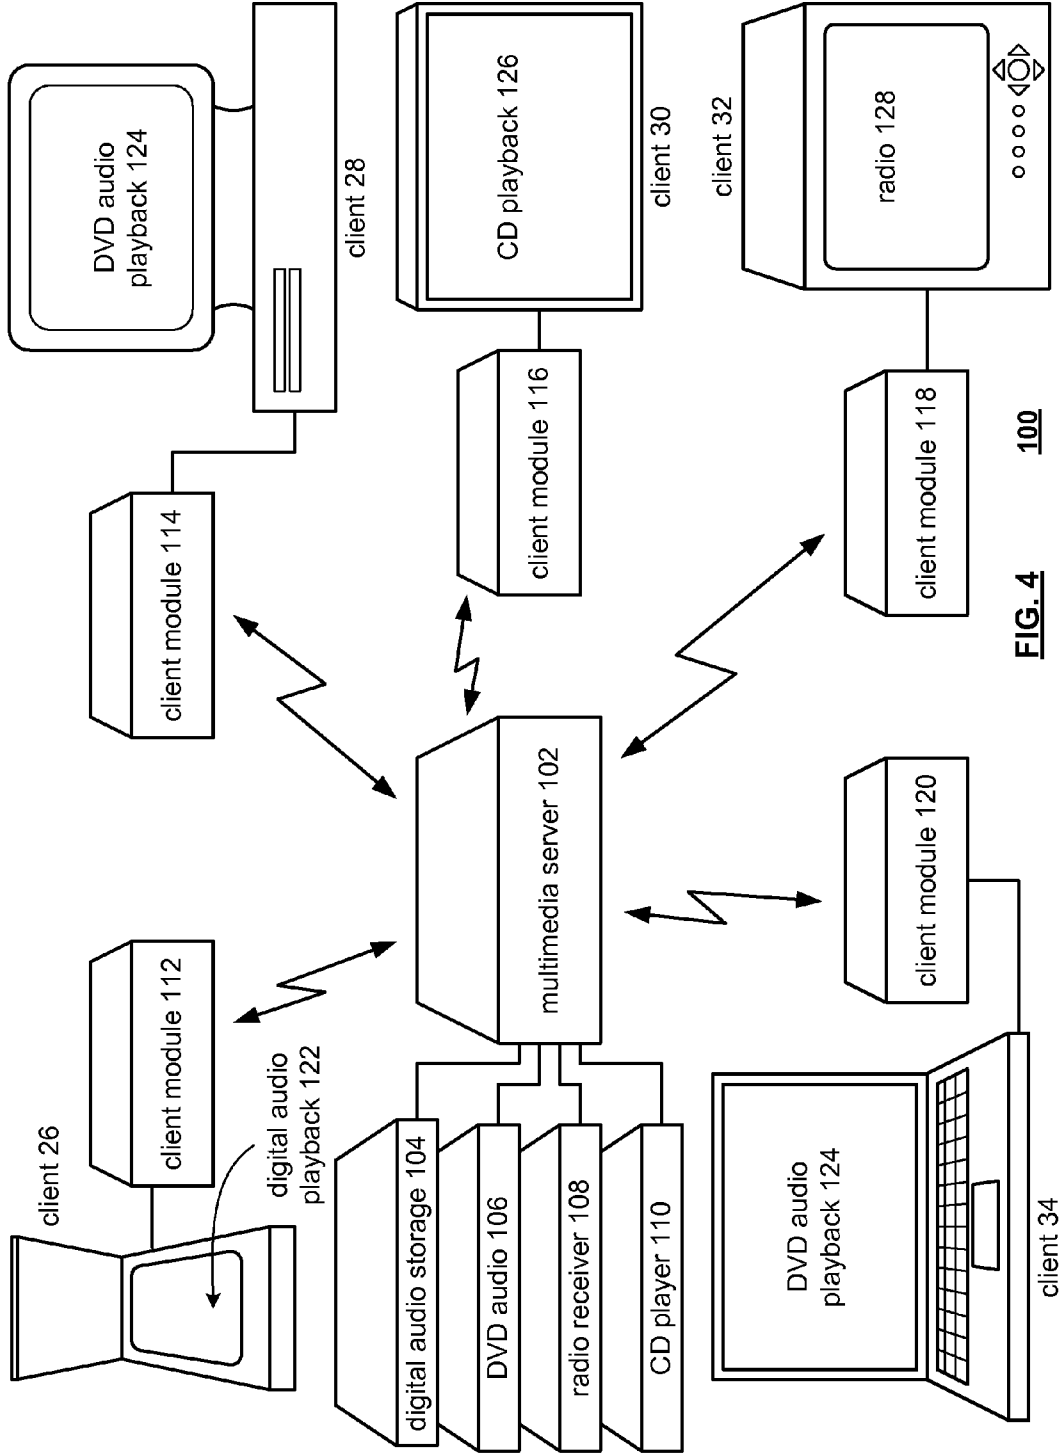 client 26
client module 112
digital audio
playback 122
client module 114
DVD audio
playback 124
client 28
digital audio storage 104
DVD audio 106
radio receiver 108
CD player 110
multimedia server 102
client module 116
CD playback 126
client 30
DVD audio
playback 124
client 34
client module 120
client module 118
client 32
radio 128
FIG. 4
100